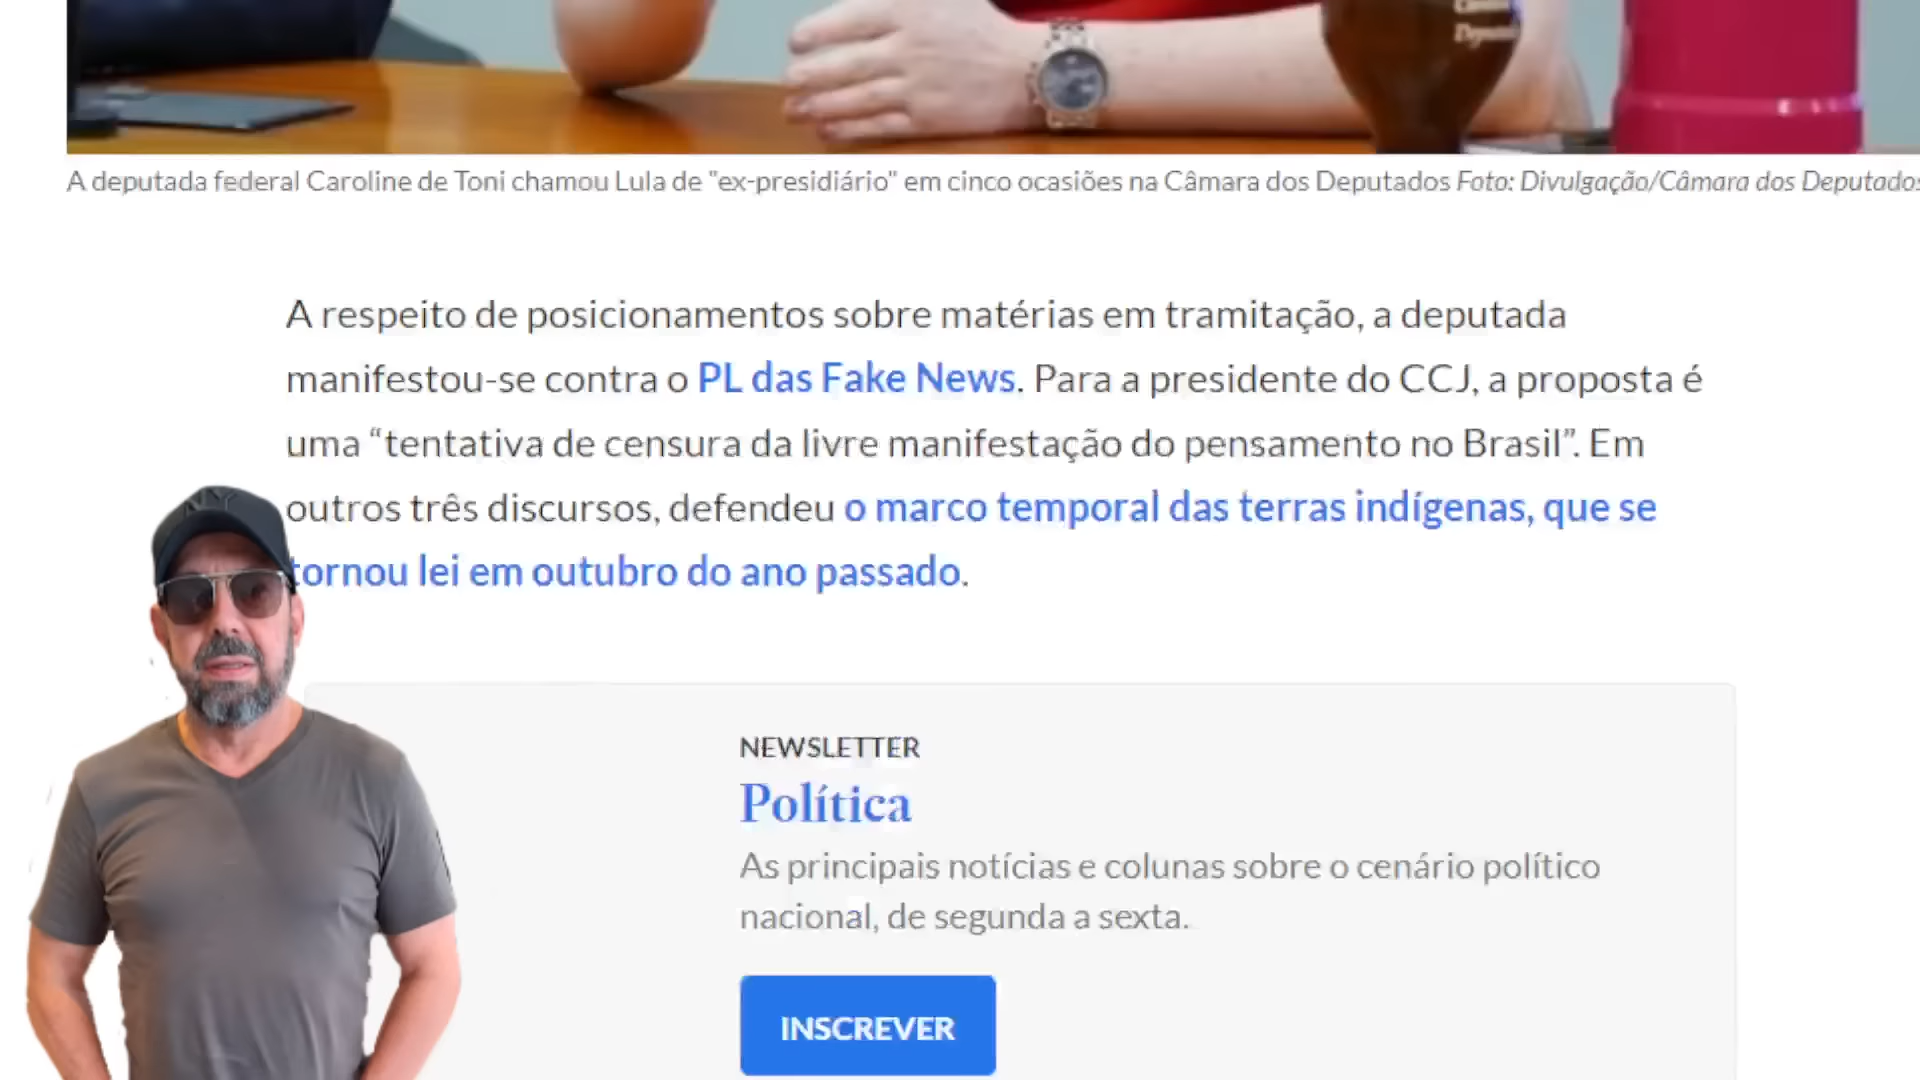 Deputa
A deputada federal Caroline de Toni chamou Lula de "ex-presidiário" em cinco ocasiões na Câmara dos Deputados Foto: Divulgação/Câmara dos Deputados
A respeito de posicionamentos sobre matérias em tramitação, a deputada
manifestou-se contra o PL das Fake News. Para a presidente do CCJ, a proposta é
uma “tentativa de censura da livre manifestação do pensamento no Brasil”. Em
outros três discursos, defendeu o marco temporal das terras indígenas, que se
tornou lei em outubro do ano passado.
NY
NEWSLETTER
Política
As principais notícias e colunas sobre o cenário político
nacional, de segunda a sexta.
INSCREVER